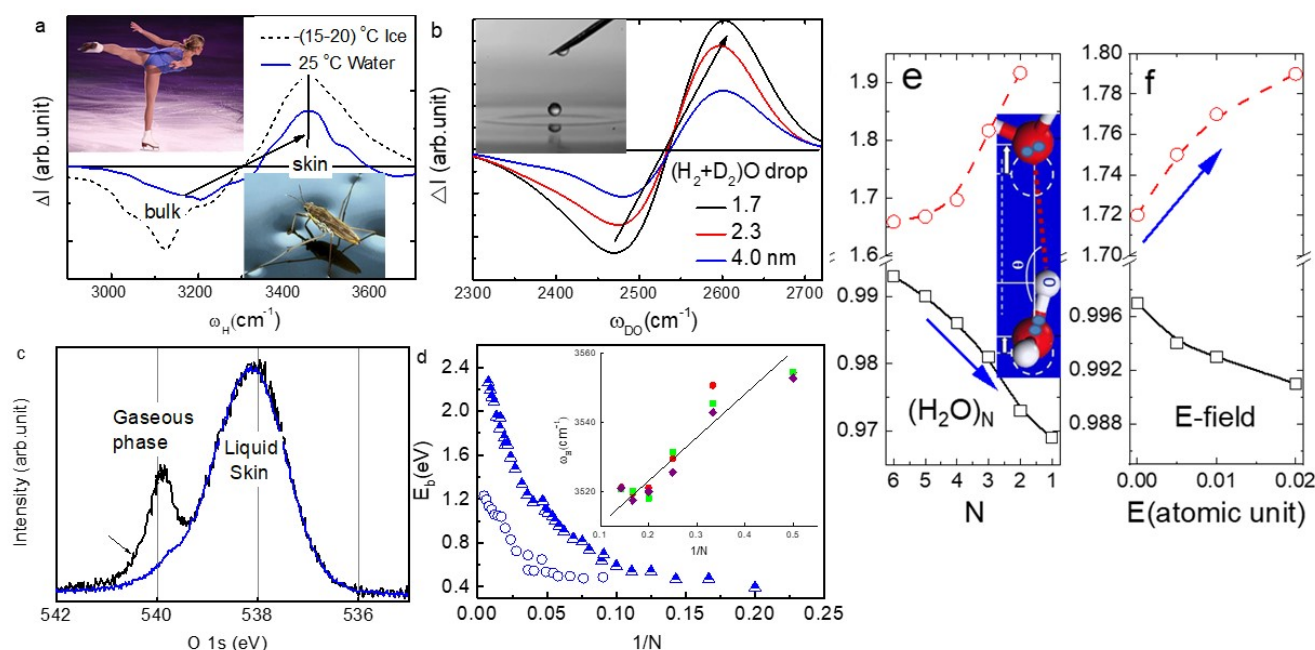 a
-(15-20) °C Ice
25 °C Water
ΔI (arb.unit)
skin
bulk
3000 3200 3400 3600
ω_H(cm⁻¹)
b
△I (arb.unit)
(H₂+D₂)O drop
1.7
2.3
4.0 nm
2300 2400 2500 2600 2700
ω_DO(cm⁻¹)
c
Intensity (arb.unit)
Gaseous
phase
Liquid
Skin
542 540 538 536
O 1s (eV)
d
E_b(eV)
2.4
2.0
1.6
1.2
0.8
0.4
0.00 0.05 0.10 0.15 0.20 0.25
1/N
ω_B(cm⁻¹)
3560
3540
3520
0.1 0.2 0.3 0.4 0.5
1/N
e
1.9
1.8
1.7
1.6
0.99
0.98
0.97
θ
(H₂O)_N
6 5 4 3 2 1
N
f
1.80
1.78
1.76
1.74
1.72
1.70
0.996
0.992
0.988
E-field
0.00 0.01 0.02
E(atomic unit)